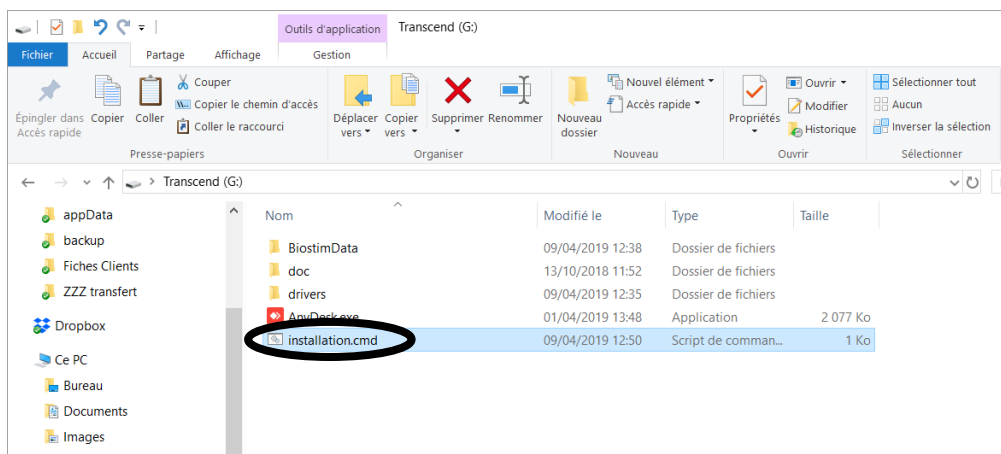 Outils d'application Transcend (G:)
Fichier Accueil Partage Affichage Gestion
Épingler dans Accès rapide
Copier
Coller
Couper
Copier le chemin d'accès
Coller le raccourci
Presse-papiers
Déplacer vers
Copier vers
Supprimer
Renommer
Organiser
Nouveau dossier
Nouvel élément
Accès rapide
Nouveau
Propriétés
Ouvrir
Modifier
Historique
Ouvrir
Sélectionner tout
Aucun
Inverser la sélection
Sélectionner
Transcend (G:)
appData
backup
Fiches Clients
ZZZ transfert
Dropbox
Ce PC
Bureau
Documents
Images
Nom Modifié le Type Taille
BiostimData 09/04/2019 12:38 Dossier de fichiers
doc 13/10/2018 11:52 Dossier de fichiers
drivers 09/04/2019 12:35 Dossier de fichiers
AnyDesk.exe 01/04/2019 13:48 Application 2 077 Ko
installation.cmd 09/04/2019 12:50 Script de comman... 1 Ko